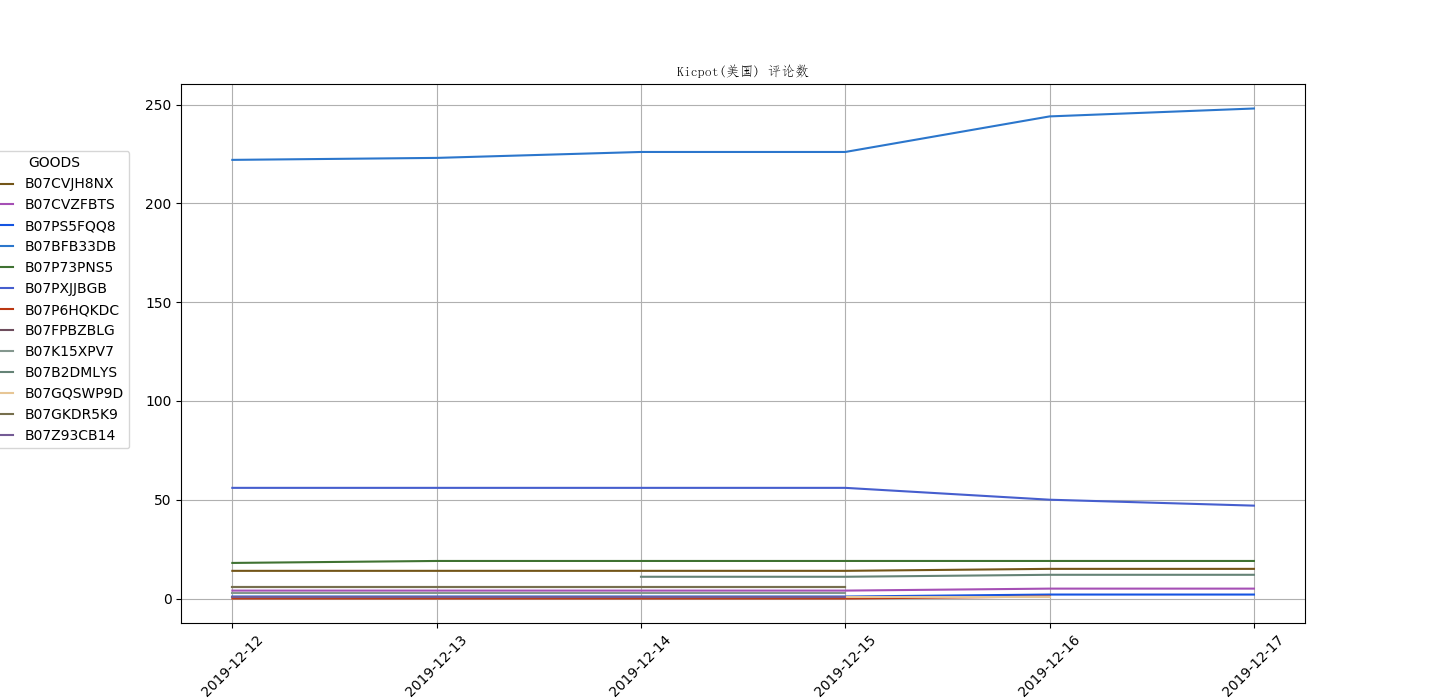 Kicpot(美国) 评论数
GOODS
B07CVJH8NX
B07CVZFBTS
B07PS5FQQ8
B07BFB33DB
B07P73PNS5
B07PXJJBGB
B07P6HQKDC
B07FPBZBLG
B07K15XPV7
B07B2DMLYS
B07GQSWP9D
B07GKDR5K9
B07Z93CB14
250
200
150
100
50
0
2019-12-12
2019-12-13
2019-12-14
2019-12-15
2019-12-16
2019-12-17